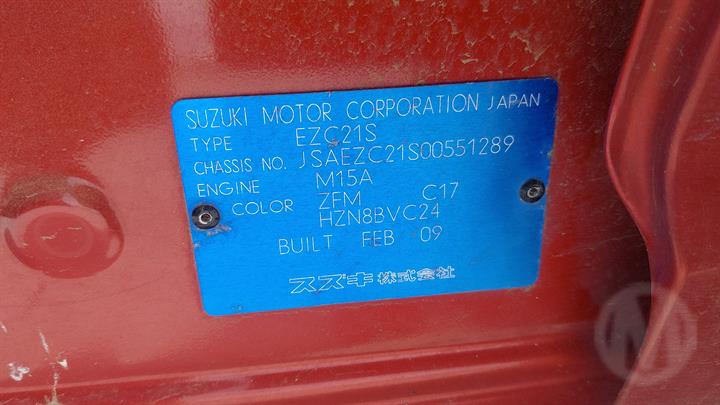 SUZUKI MOTOR CORPORATION JAPAN
TYPE EZC21S
CHASSIS NO. JSAEZC21S00551289
ENGINE M15A
COLOR ZFM C17
HZN8BVC24
BUILT FEB 09
スズキ株式会社
M